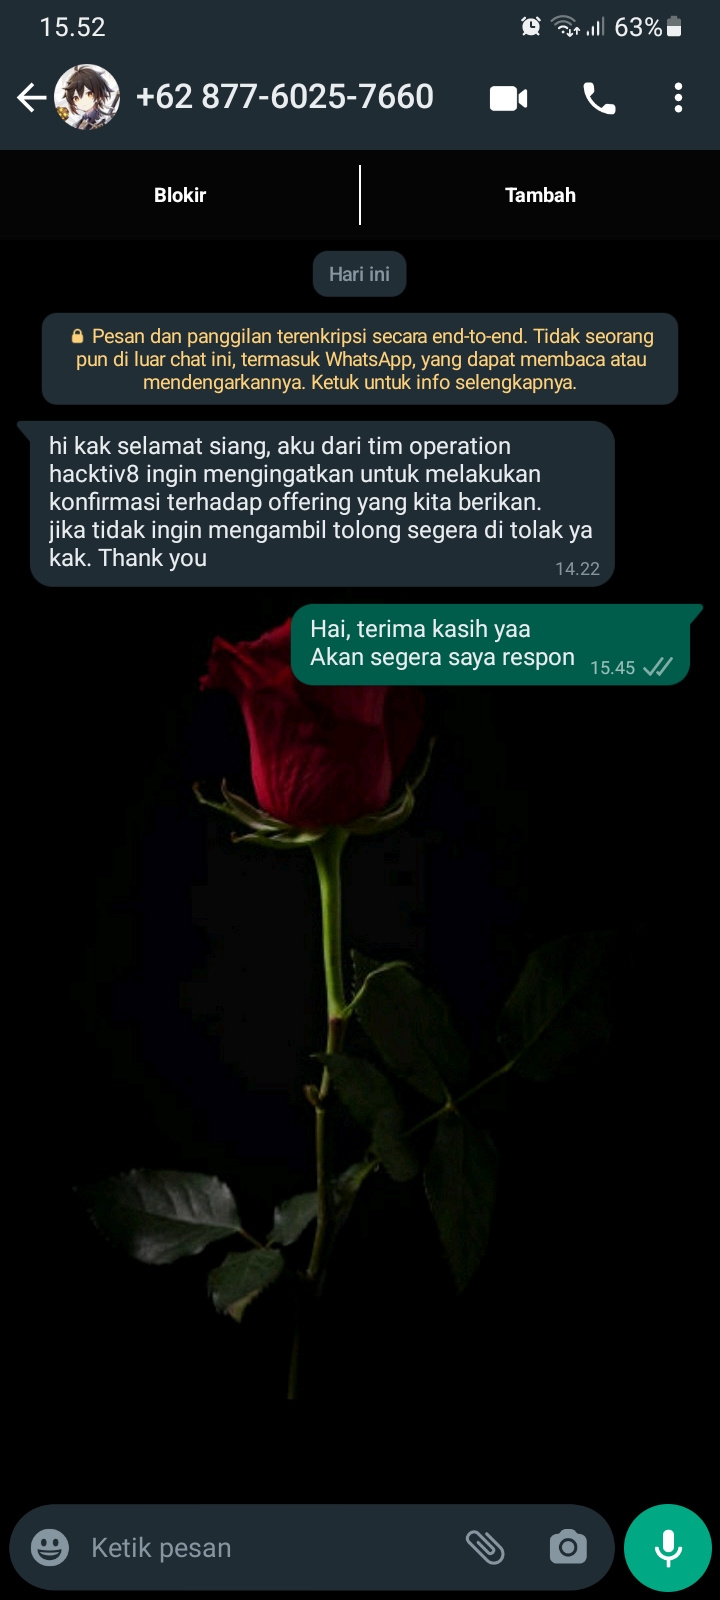 15.52
63%
+62 877-6025-7660
Blokir
Tambah
Hari ini
Pesan dan panggilan terenkripsi secara end-to-end. Tidak seorang
pun di luar chat ini, termasuk WhatsApp, yang dapat membaca atau
mendengarkannya. Ketuk untuk info selengkapnya.
hi kak selamat siang, aku dari tim operation
hacktiv8 ingin mengingatkan untuk melakukan
konfirmasi terhadap offering yang kita berikan.
jika tidak ingin mengambil tolong segera di tolak ya
kak. Thank you
14.22
Hai, terima kasih yaa
Akan segera saya respon
15.45
Ketik pesan